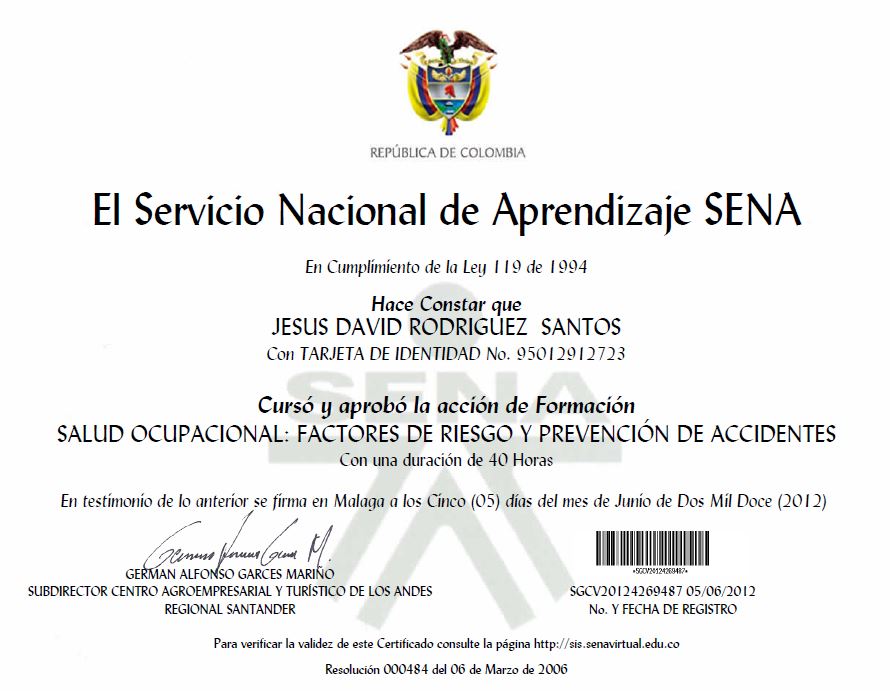 REPÚBLICA DE COLOMBIA
El Servicio Nacional de Aprendizaje SENA
En Cumplimiento de la Ley 119 de 1994
Hace Constar que
JESUS DAVID RODRIGUEZ SANTOS
Con TARJETA DE IDENTIDAD No. 95012912723
SENA
Cursó y aprobó la acción de Formación
SALUD OCUPACIONAL: FACTORES DE RIESGO Y PREVENCIÓN DE ACCIDENTES
Con una duración de 40 Horas
En testimonio de lo anterior se firma en Malaga a los Cinco (05) días del mes de Junio de Dos Mil Doce (2012)
GERMAN ALFONSO GARCES MARIÑO
SUBDIRECTOR CENTRO AGROEMPRESARIAL Y TURÍSTICO DE LOS ANDES
REGIONAL SANTANDER
*SGCV20124269487*
SGCV20124269487 05/06/2012
No. Y FECHA DE REGISTRO
Para verificar la validez de este Certificado consulte la página http://sis.senavirtual.edu.co
Resolución 000484 del 06 de Marzo de 2006